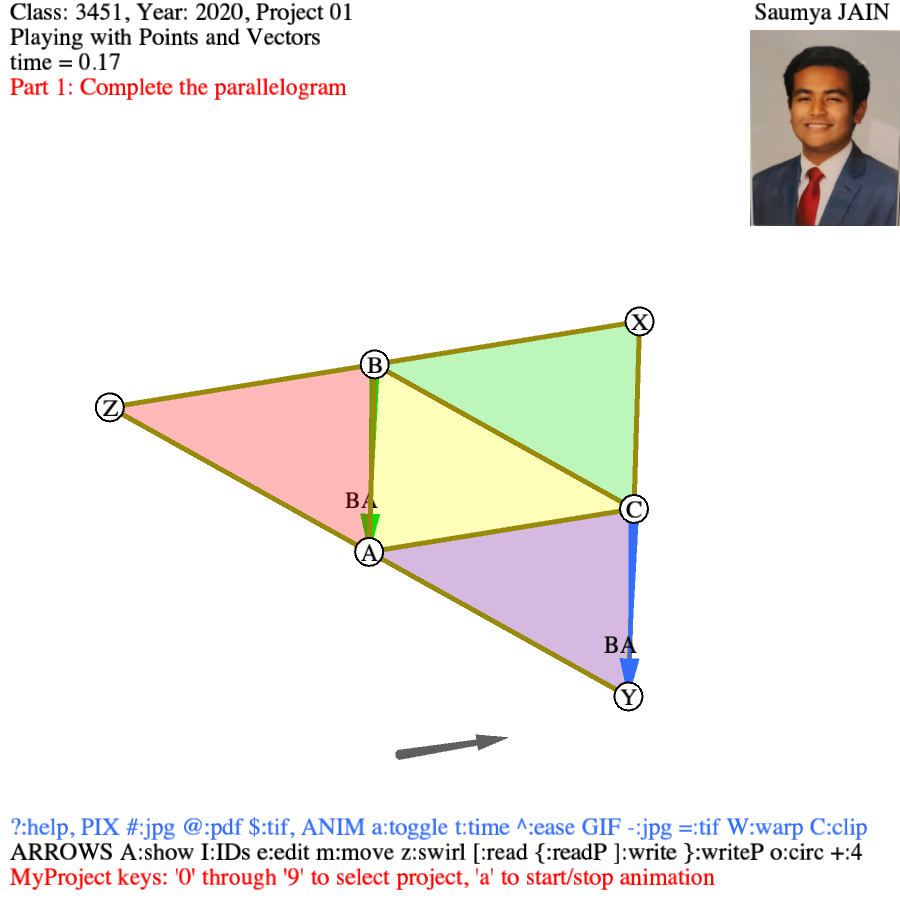 Class: 3451, Year: 2020, Project 01
Saumya JAIN
Playing with Points and Vectors
time = 0.17
Part 1: Complete the parallelogram
X
B
Z
BA
C
A
BA
Y
?:help, PIX #:jpg @:pdf $:tif, ANIM a:toggle t:time ^:ease GIF -:jpg =:tif W:warp C:clip
ARROWS A:show I:IDs e:edit m:move z:swirl [:read {:readP ]:write }:writeP o:circ +:4
MyProject keys: '0' through '9' to select project, 'a' to start/stop animation